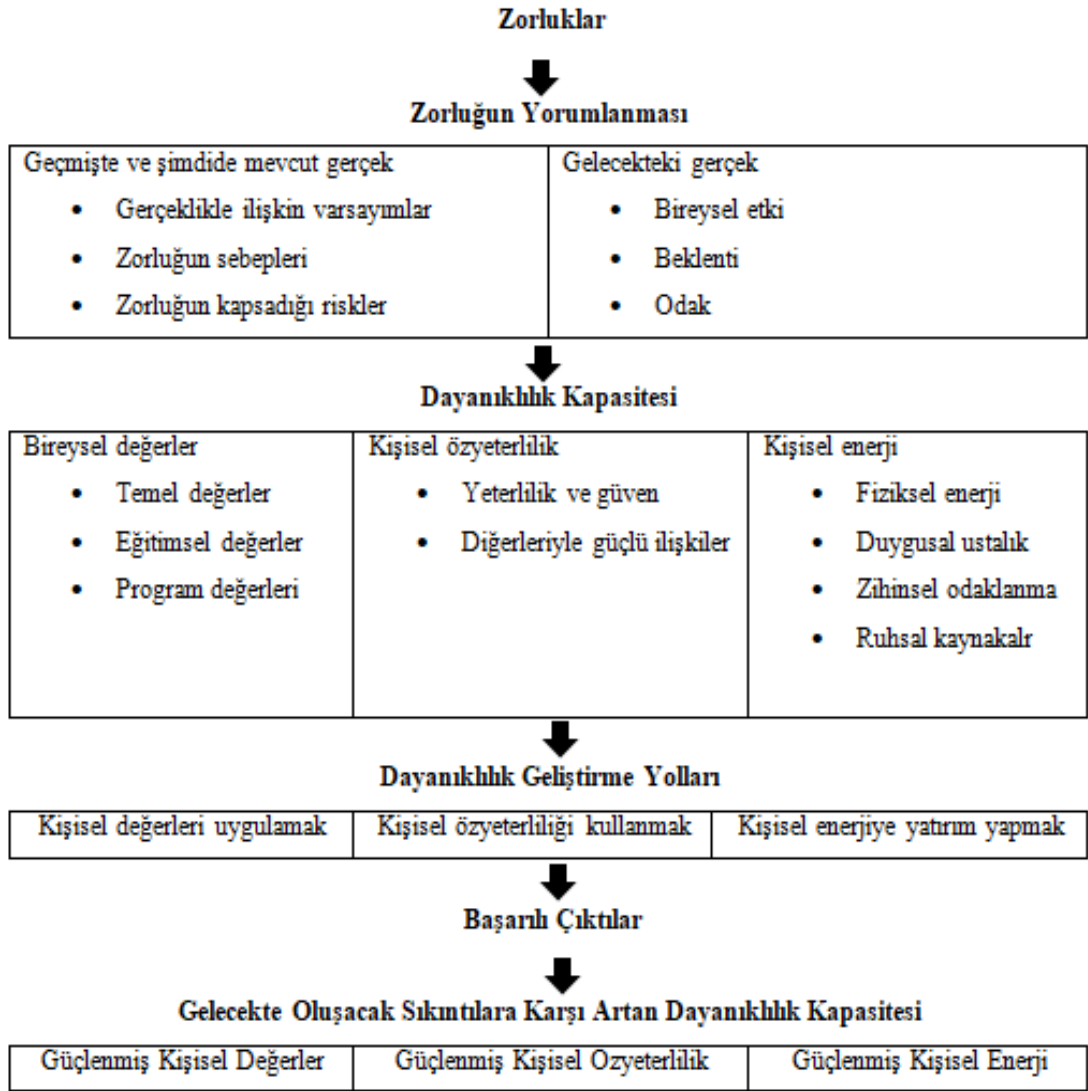 Zorluklar
Zorluğun Yorumlanması
Geçmişte ve şimdide mevcut gerçek
• Gerçeklikle ilişkin varsayımlar
• Zorluğun sebepleri
• Zorluğun kapsadığı riskler
Gelecekteki gerçek
• Bireysel etki
• Beklenti
• Odak
Dayanıklılık Kapasitesi
Bireysel değerler
• Temel değerler
• Eğitimsel değerler
• Program değerleri
Kişisel özyeterlilik
• Yeterlilik ve güven
• Diğerleriyle güçlü ilişkiler
Kişisel enerji
• Fiziksel enerji
• Duygusal ustalık
• Zihinsel odaklanma
• Ruhsal kaynakalr
Dayanıklılık Geliştirme Yolları
Kişisel değerleri uygulamak
Kişisel özyeterliliği kullanmak
Kişisel enerjiye yatırım yapmak
Başarılı Çıktılar
Gelecekte Oluşacak Sıkıntılara Karşı Artan Dayanıklılık Kapasitesi
Güçlenmiş Kişisel Değerler
Güçlenmiş Kişisel Özyeterlilik
Güçlenmiş Kişisel Enerji